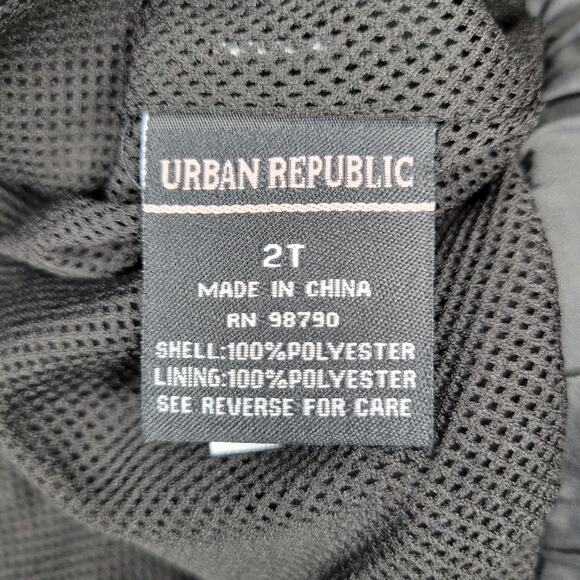 URBAN REPUBLIC
2T
MADE IN CHINA
RN 98790
SHELL:100%POLYESTER
LINING:100%POLYESTER
SEE REVERSE FOR CARE